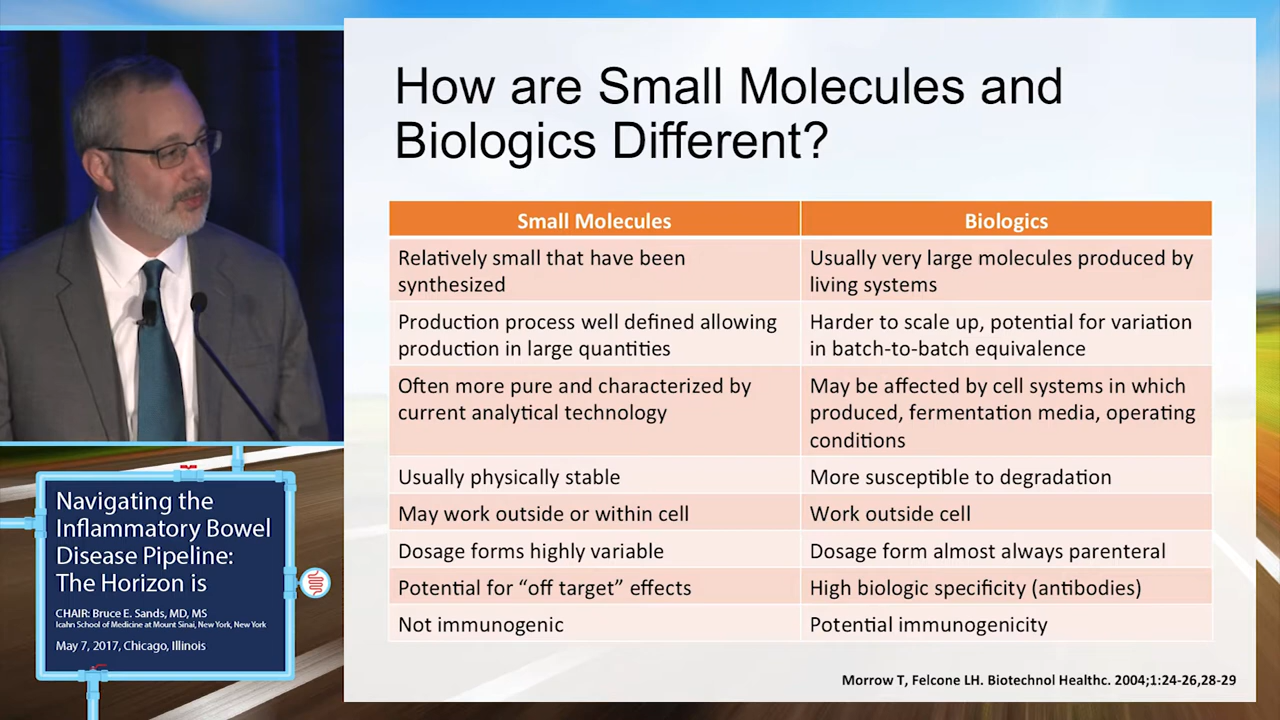 How are Small Molecules and
Biologics Different?
Small Molecules
Biologics
Relatively small that have been
synthesized
Usually very large molecules produced by
living systems
Production process well defined allowing
production in large quantities
Harder to scale up, potential for variation
in batch-to-batch equivalence
Often more pure and characterized by
current analytical technology
May be affected by cell systems in which
produced, fermentation media, operating
conditions
Usually physically stable
More susceptible to degradation
May work outside or within cell
Work outside cell
Dosage forms highly variable
Dosage form almost always parenteral
Potential for “off target” effects
High biologic specificity (antibodies)
Not immunogenic
Potential immunogenicity
Morrow T, Felcone LH. Biotechnol Healthc. 2004;1:24-26,28-29
Navigating the
Inflammatory Bowel
Disease Pipeline:
The Horizon is
CHAIR: Bruce E. Sands, MD, MS
Icahn School of Medicine at Mount Sinai, New York, New York
May 7, 2017, Chicago, Illinois